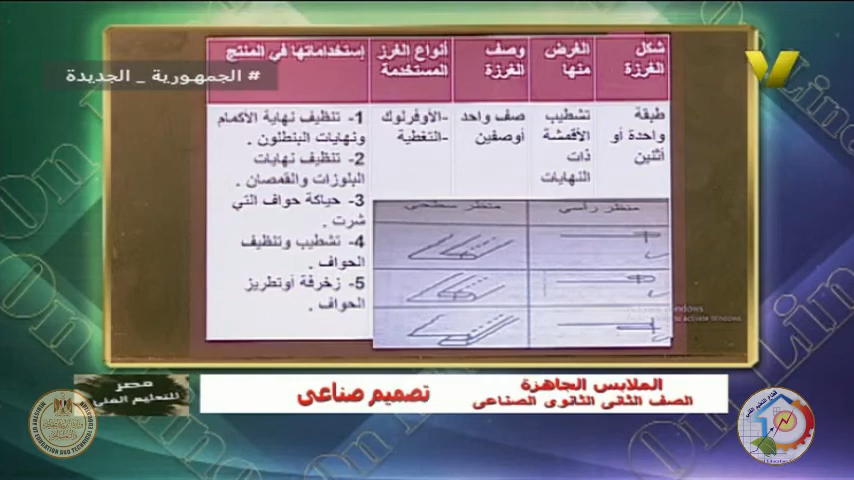 # الجمهورية _ الجديدة
شكل الغرزة
الغرض منها
وصف الغرزة
أنواع الغرز المستخدمة
إستخداماتها في المنتج
طبقة واحدة أو أثنين
تشطيب الأقمشة ذات النهايات
صف واحد أوصفين
-الأوفرلوك
-التغطية
1- تنظيف نهاية الأكمام
ونهايات البنطلون .
2- تنظيف نهايات
البلوزات والقمصان .
3- حياكة حواف التي
شرت .
4- تشطيب وتنظيف
الحواف .
5- زخرفة أوتطريز
الحواف .
منظر راسي
منظر سطحي
الملابس الجاهزة
الصف الثانى الثانوى الصناعى
تصميم صناعى
مصر
للتعليم الفني
On Line